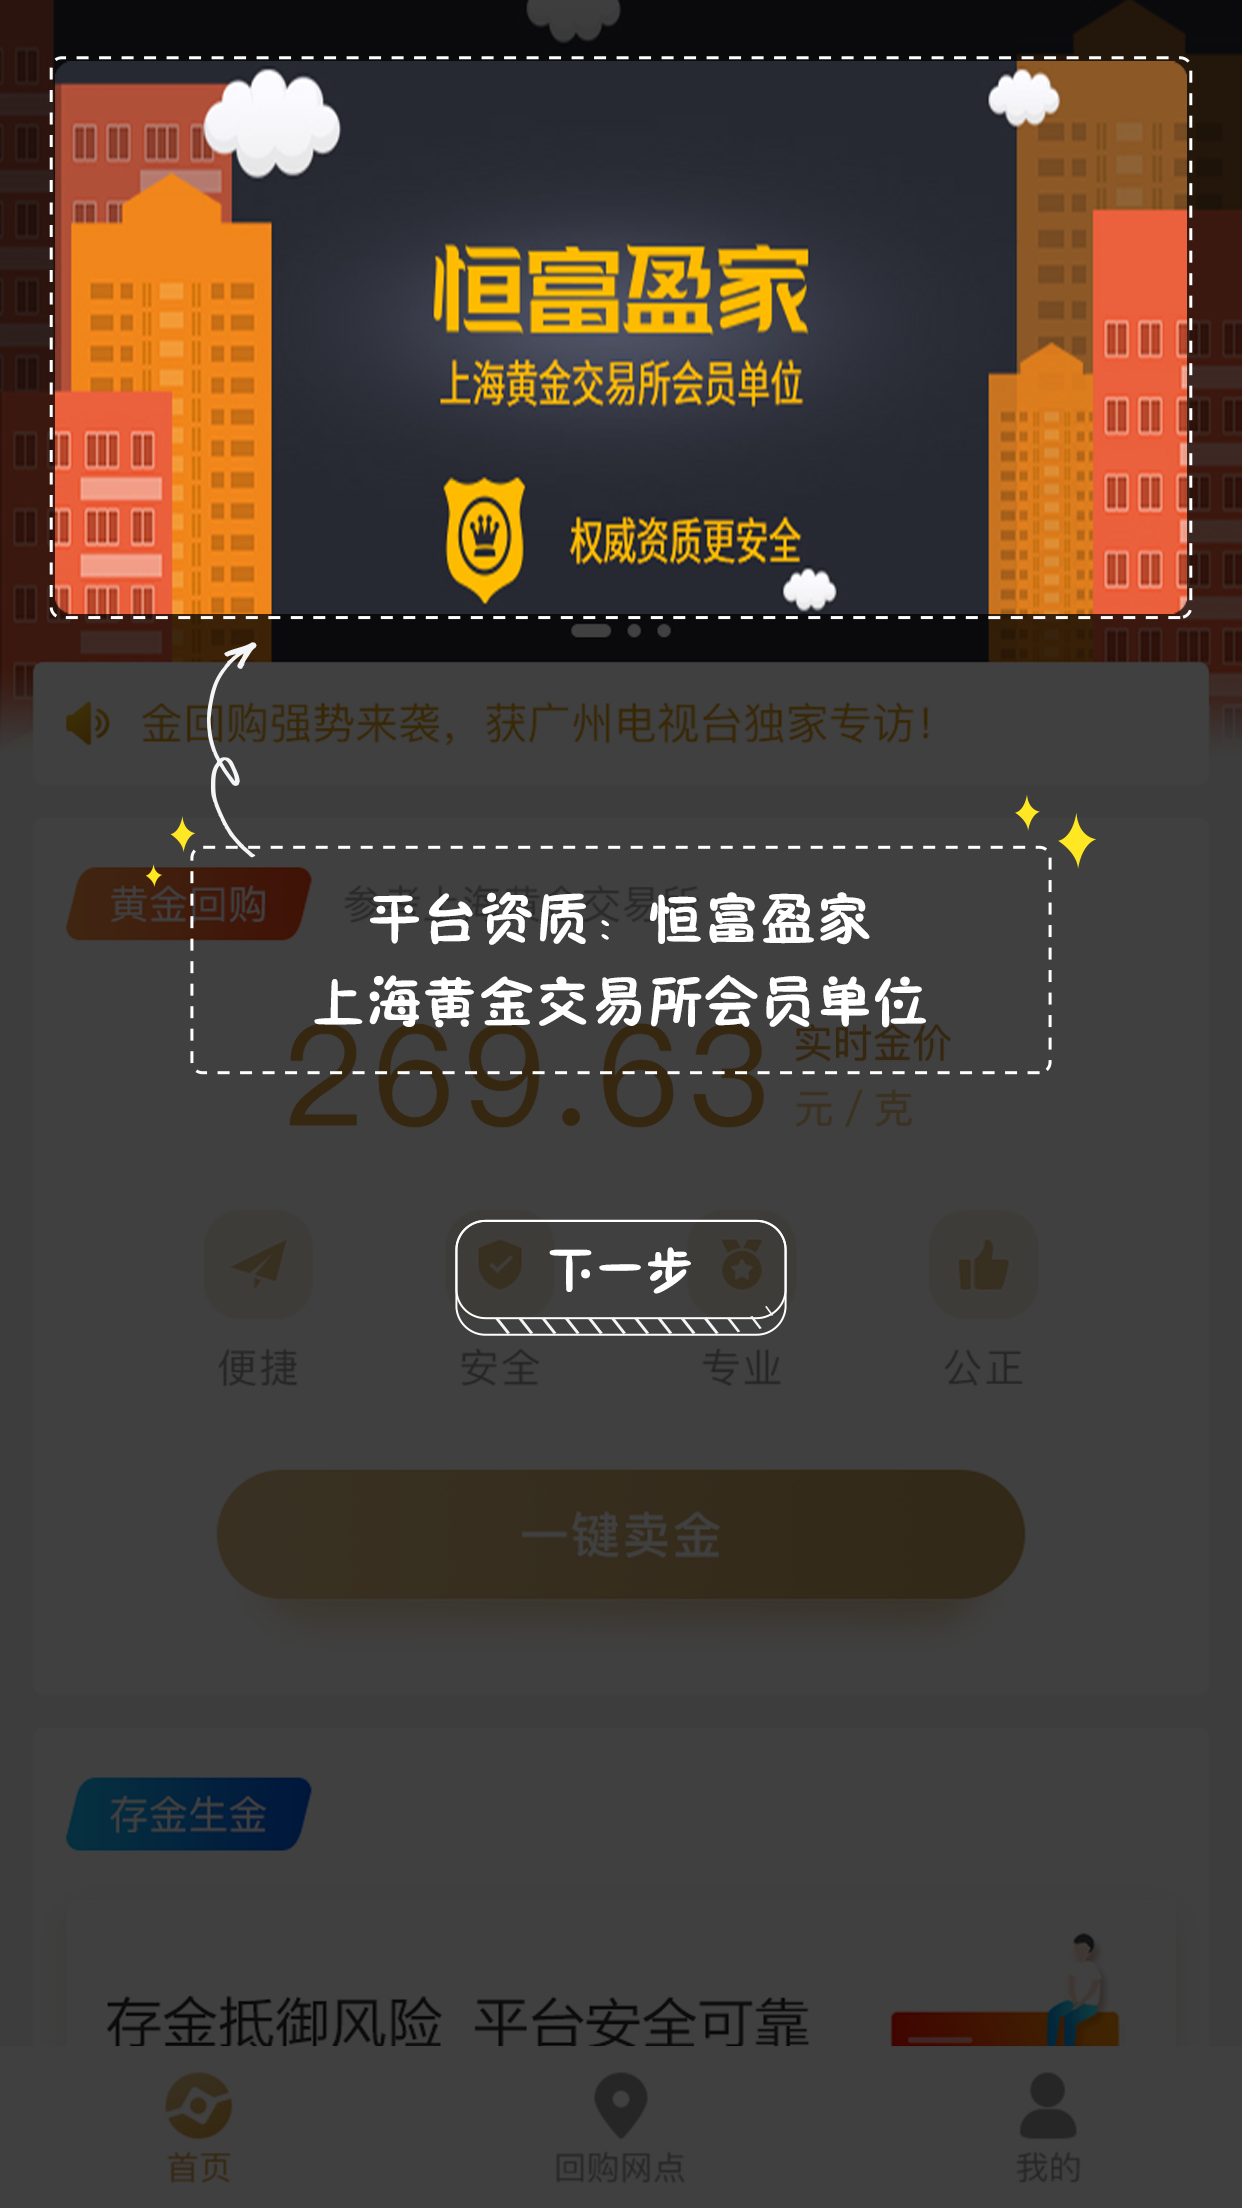 恒富盈家
上海黄金交易所会员单位
权威资质更安全
金回购强势来袭，获广州电视台独家专访！
黄金回购
参考上海黄金交易所
平台资质：恒富盈家
上海黄金交易所会员单位
269.63
实时金价
元 / 克
下一步
便捷
安全
专业
公正
一键卖金
存金生金
存金抵御风险 平台安全可靠
首页
回购网点
我的